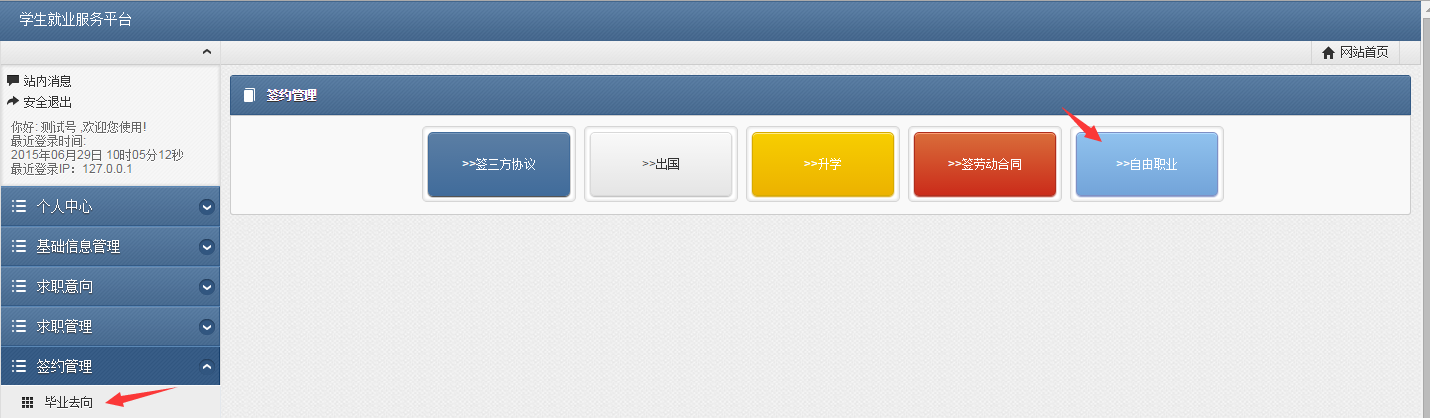 学生就业服务平台
网站首页
站内消息
安全退出
你好: 测试号 ,欢迎您使用!
最近登录时间:
2015年06月29日 10时05分12秒
最近登录IP：127.0.0.1
个人中心
基础信息管理
求职意向
求职管理
签约管理
毕业去向
签约管理
>>签三方协议
>>出国
>>升学
>>签劳动合同
>>自由职业